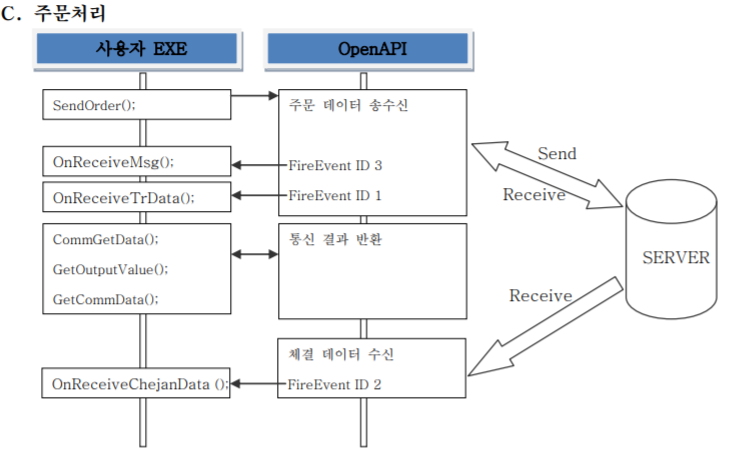 C. 주문처리
사용자 EXE
OpenAPI
SendOrder();
주문 데이터 송수신
OnReceiveMsg();
FireEvent ID 3
OnReceiveTrData();
FireEvent ID 1
Send
Receive
CommGetData();
GetOutputValue();
GetCommData();
통신 결과 반환
SERVER
Receive
체결 데이터 수신
OnReceiveChejanData ();
FireEvent ID 2